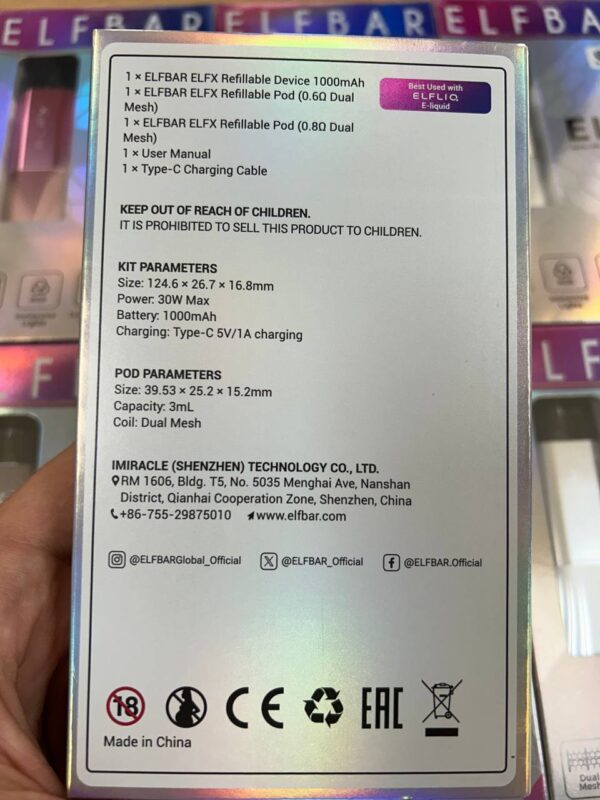 ELFBAR
ELFBAR
ELFBAR
1 × ELFBAR ELFX Refillable Device 1000mAh
1 × ELFBAR ELFX Refillable Pod (0.6Ω Dual
Mesh)
1 × ELFBAR ELFX Refillable Pod (0.8Ω Dual
Mesh)
1 × User Manual
1 × Type-C Charging Cable
Best Used with
ELFLIQ
E-liquid
KEEP OUT OF REACH OF CHILDREN.
IT IS PROHIBITED TO SELL THIS PRODUCT TO CHILDREN.
KIT PARAMETERS
Size: 124.6 × 26.7 × 16.8mm
Power: 30W Max
Battery: 1000mAh
Charging: Type-C 5V/1A charging
POD PARAMETERS
Size: 39.53 × 25.2 × 15.2mm
Capacity: 3mL
Coil: Dual Mesh
IMIRACLE (SHENZHEN) TECHNOLOGY CO., LTD.
RM 1606, Bldg. T5, No. 5035 Menghai Ave, Nanshan
District, Qianhai Cooperation Zone, Shenzhen, China
+86-755-29875010 www.elfbar.com
@ELFBARGlobal_Official X @ELFBAR_Official f @ELFBAR.Official
18 CE EAC
Made in China
EL
LF
F
Lights
Dual
Mesh